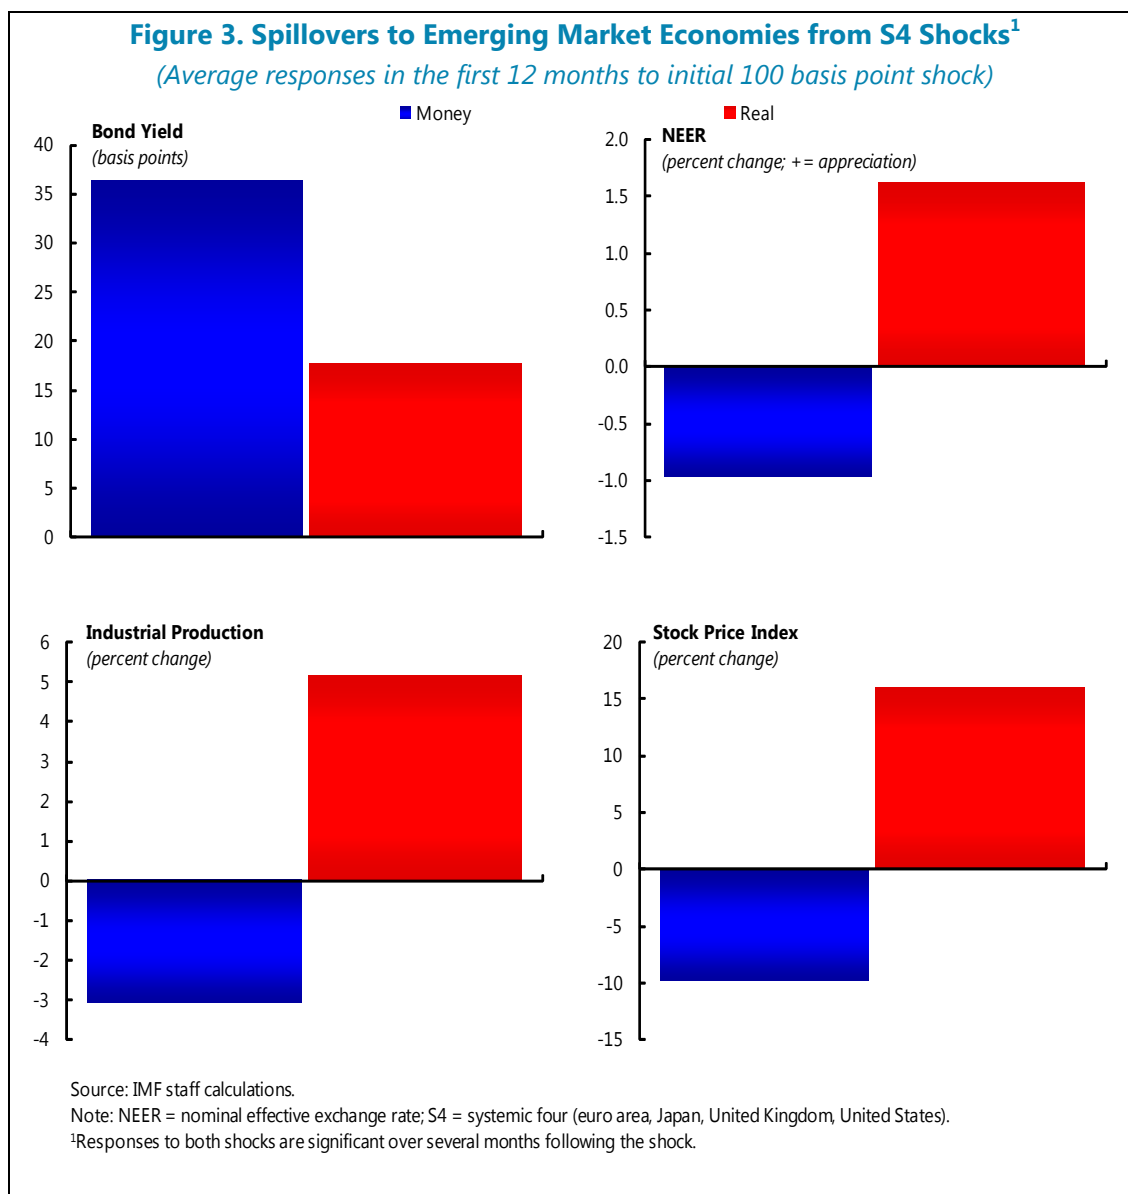 Figure 3. Spillovers to Emerging Market Economies from S4 Shocks¹
(Average responses in the first 12 months to initial 100 basis point shock)
Money
Real
Bond Yield
(basis points)
40
35
30
25
20
15
10
5
0
NEER
(percent change; + = appreciation)
2.0
1.5
1.0
0.5
0.0
-0.5
-1.0
-1.5
Industrial Production
(percent change)
6
5
4
3
2
1
0
-1
-2
-3
-4
Stock Price Index
(percent change)
20
15
10
5
0
-5
-10
-15
Source: IMF staff calculations.
Note: NEER = nominal effective exchange rate; S4 = systemic four (euro area, Japan, United Kingdom, United States).
¹Responses to both shocks are significant over several months following the shock.